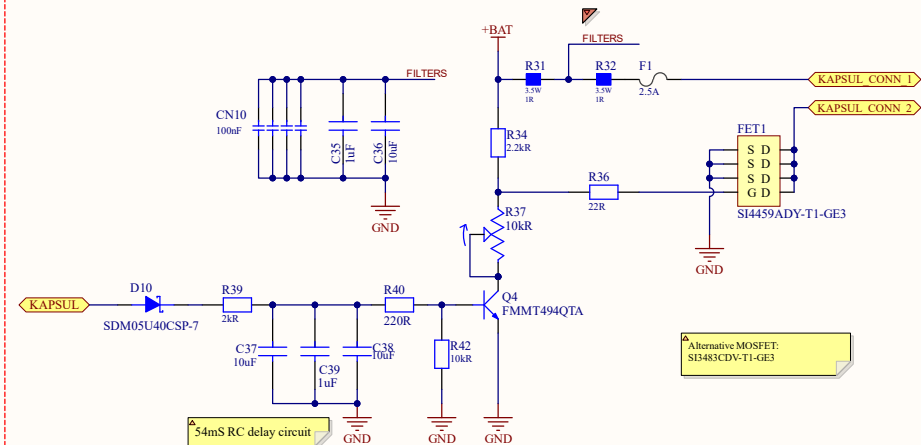 +BAT
FILTERS
R31
3.5W
1R
R32
3.5W
1R
F1
2.5A
KAPSUL_CONN_1
KAPSUL_CONN_2
FILTERS
CN10
100nF
C35
1uF
C36
10uF
GND
R34
2.2kR
FET1
S D
S D
S D
G D
SI4459ADY-T1-GE3
R36
22R
R37
10kR
GND
KAPSUL
D10
SDM05U40CSP-7
R39
2kR
R40
220R
Q4
FMMT494QTA
C37
10uF
C39
1uF
C38
10uF
R42
10kR
Alternative MOSFET:
SI3483CDV-T1-GE3
54mS RC delay circuit
GND
GND
GND